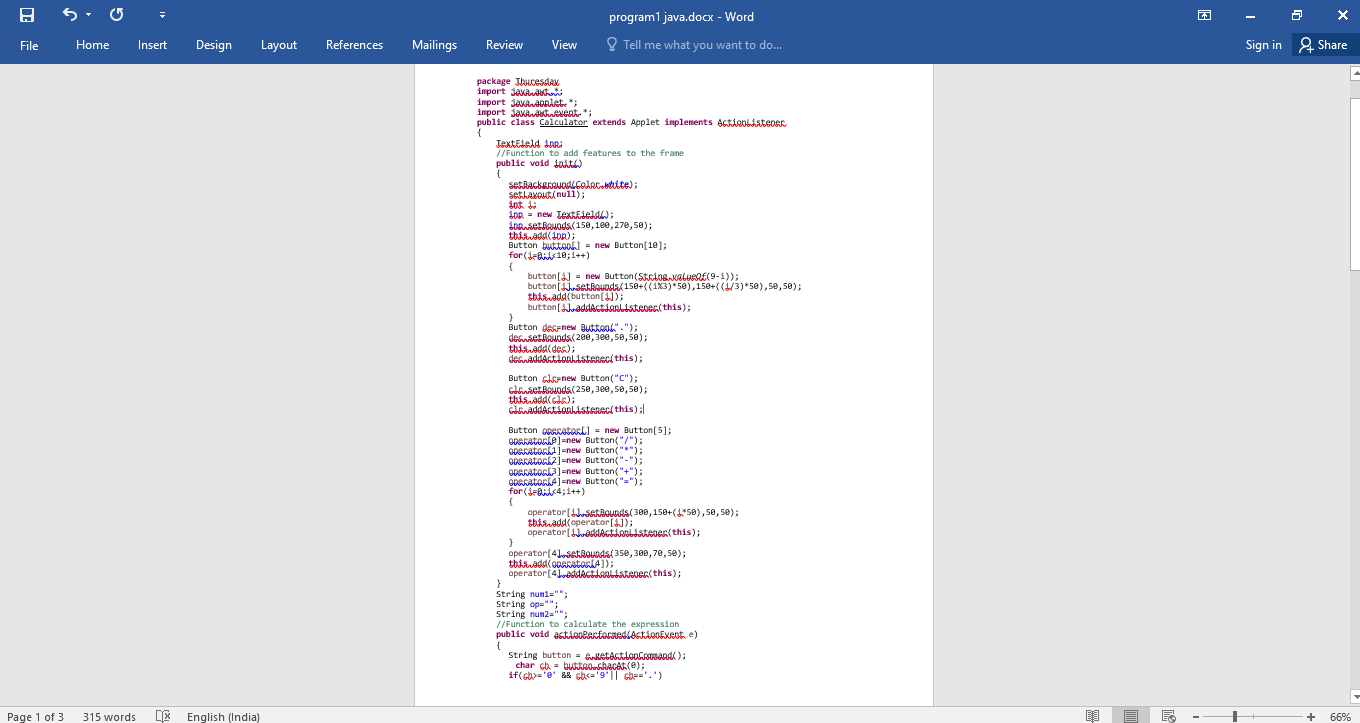 program1 java.docx - Word
File Home Insert Design Layout References Mailings Review View Tell me what you want to do... Sign in Share
package Thuresday
import java.awt.*;
import java.applet.*;
import java.awt.event.*;
public class Calculator extends Applet implements ActionListener
{
TextField inp;
//Function to add features to the frame
public void init()
{
setBackground(Color.white);
setLayout(null);
int i;
inp = new TextField();
inp.setBounds(150,100,270,50);
this.add(inp);
Button button[] = new Button[10];
for(i=0;i<10;i++)
{
button[i] = new Button(String.valueOf(9-i));
button[i].setBounds(150+((i%3)*50),150+((i/3)*50),50,50);
this.add(button[i]);
button[i].addActionListener(this);
}
Button dec=new Button(".");
dec.setBounds(200,300,50,50);
this.add(dec);
dec.addActionListener(this);
Button clr=new Button("C");
clr.setBounds(250,300,50,50);
this.add(clr);
clr.addActionListener(this);
Button operator[] = new Button[5];
operator[0]=new Button("/");
operator[1]=new Button("*");
operator[2]=new Button("-");
operator[3]=new Button("+");
operator[4]=new Button("=");
for(i=0;i<4;i++)
{
operator[i].setBounds(300,150+(i*50),50,50);
this.add(operator[i]);
operator[i].addActionListener(this);
}
operator[4].setBounds(350,300,70,50);
this.add(operator[4]);
operator[4].addActionListener(this);
}
String num1="";
String op="";
String num2="";
//Function to calculate the expression
public void actionPerformed(ActionEvent e)
{
String button = e.getActionCommand();
char ch = button.charAt(0);
if(ch>='0' && ch<='9'|| ch=='.')
Page 1 of 3 315 words English (India) 66%